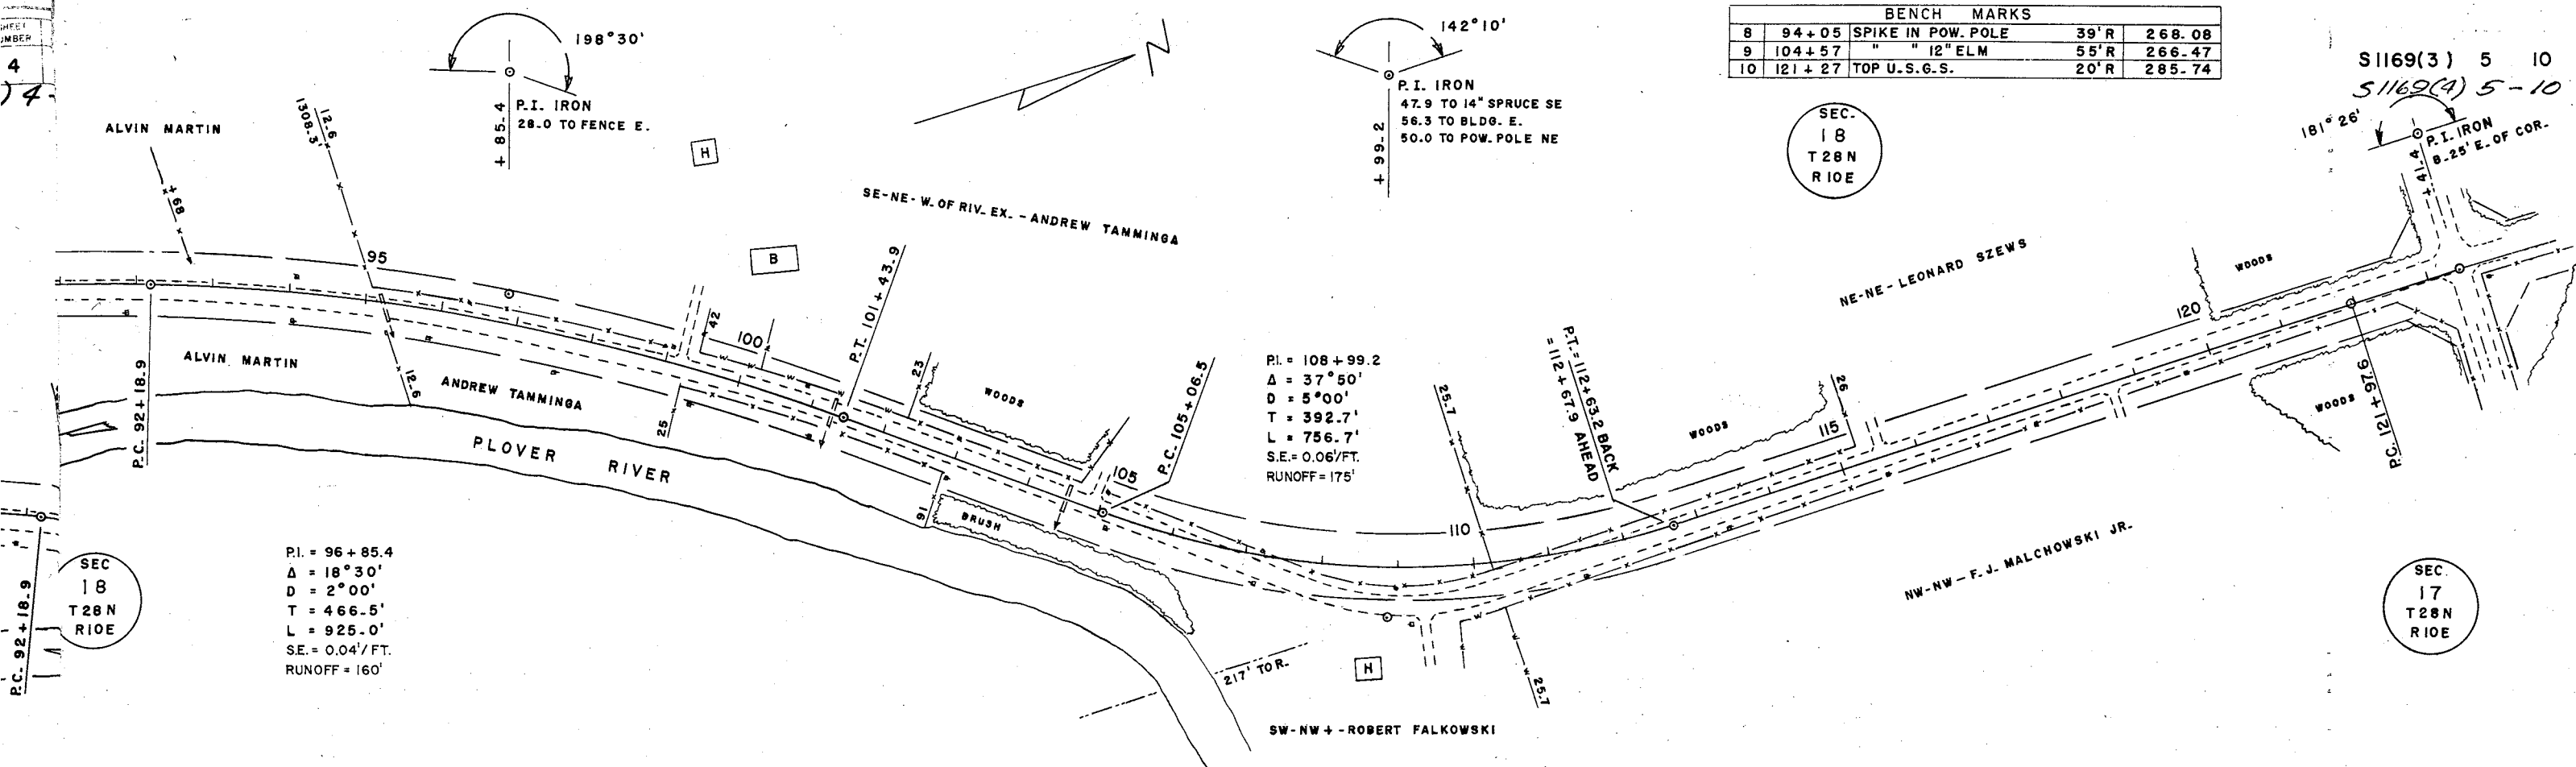 SHEET
NUMBER
4
) 4-
198°30'
+ 85.4
P.I. IRON
28.0 TO FENCE E.
142°10'
+ 99.2
P.I. IRON
47.9 TO 14" SPRUCE SE
56.3 TO BLDG. E.
50.0 TO POW. POLE NE
N
BENCH MARKS
8 94+05 SPIKE IN POW. POLE 39'R 268.08
9 104+57 " " 12" ELM 55'R 266.47
10 121+27 TOP U.S.G.S. 20'R 285.74
S1169(3) 5 10
S1169(4) 5-10
181°26'
P.I. IRON
8.25' E. OF COR.
+ 41.4
SEC.
18
T28N
R10E
ALVIN MARTIN
+68
12.6
1308.3'
H
B
SE-NE-W. OF RIV. EX. - ANDREW TAMMINGA
NE-NE-LEONARD SZEWS
WOODS
95
42
100
P.T. 101+43.9
23
WOODS
105
P.C. 105+06.5
P.I. = 108+99.2
Δ = 37°50'
D = 5°00'
T = 392.7'
L = 756.7'
S.E. = 0.06'/FT.
RUNOFF = 175'
25.7
110
P.T. = 112+63.2 BACK
= 112+67.9 AHEAD
WOODS
26
115
120
WOODS
P.C. 121+97.6
P.C. 92+18.9
ALVIN MARTIN
12.6
ANDREW TAMMINGA
25
PLOVER RIVER
91
BRUSH
P.C. 92+18.9
SEC
18
T28N
R10E
P.I. = 96+85.4
Δ = 18°30'
D = 2°00'
T = 466.5'
L = 925.0'
S.E. = 0.04'/FT.
RUNOFF = 160'
217' TO R.
H
25.7
SW-NW+-ROBERT FALKOWSKI
NW-NW-F.J. MALCHOWSKI JR.
SEC.
17
T28N
R10E